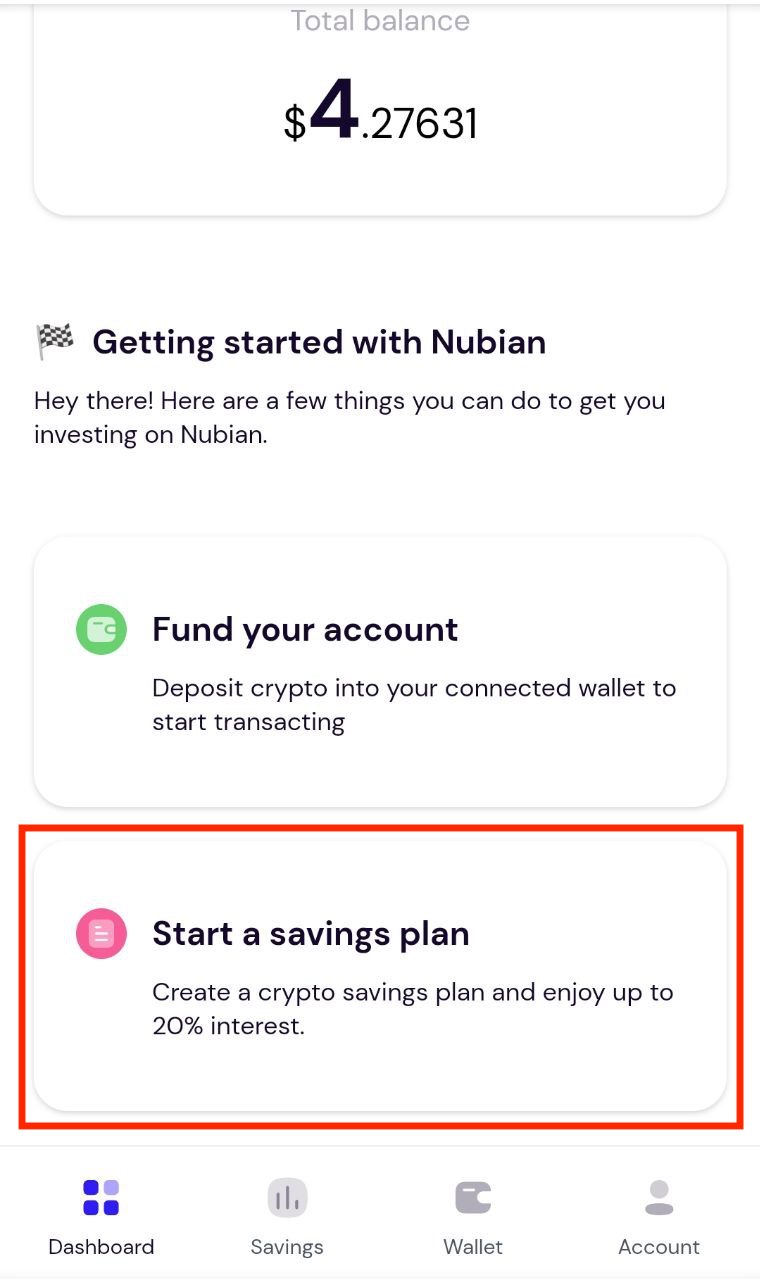 Total balance
$4.27631
Getting started with Nubian
Hey there! Here are a few things you can do to get you
investing on Nubian.
Fund your account
Deposit crypto into your connected wallet to
start transacting
Start a savings plan
Create a crypto savings plan and enjoy up to
20% interest.
Dashboard Savings Wallet Account